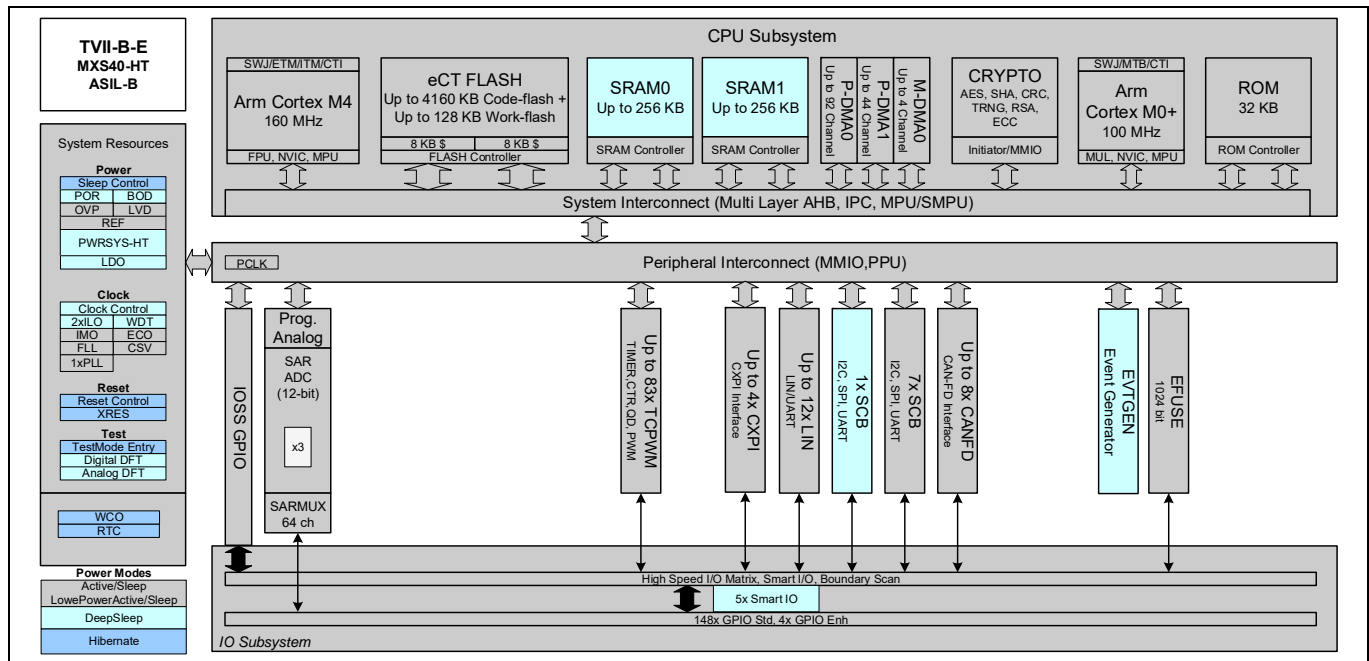 TVII-B-E
MXS40-HT
ASIL-B
System Resources
Power
Sleep Control
POR BOD
OVP LVD
REF
PWRSYS-HT
LDO
Clock
Clock Control
2xILO WDT
IMO ECO
FLL CSV
1xPLL
Reset
Reset Control
XRES
Test
TestMode Entry
Digital DFT
Analog DFT
WCO
RTC
Power Modes
Active/Sleep
LowePowerActive/Sleep
DeepSleep
Hibernate
CPU Subsystem
SWJ/ETM/ITM/CTI
Arm Cortex M4
160 MHz
FPU, NVIC, MPU
eCT FLASH
Up to 4160 KB Code-flash +
Up to 128 KB Work-flash
8 KB $ 8 KB $
FLASH Controller
SRAM0
Up to 256 KB
SRAM Controller
SRAM1
Up to 256 KB
SRAM Controller
P-DMA0
Up to 92 Channel
P-DMA1
Up to 44 Channel
M-DMA0
Up to 4 Channel
CRYPTO
AES, SHA, CRC,
TRNG, RSA,
ECC
Initiator/MMIO
SWJ/MTB/CTI
Arm
Cortex M0+
100 MHz
MUL, NVIC, MPU
ROM
32 KB
ROM Controller
System Interconnect (Multi Layer AHB, IPC, MPU/SMPU)
PCLK
Peripheral Interconnect (MMIO,PPU)
IOSS GPIO
Prog.
Analog
SAR
ADC
(12-bit)
x3
SARMUX
64 ch
Up to 83x TCPWM
TIMER,CTR,QD, PWM
Up to 4x CXPI
CXPI Interface
Up to 12x LIN
LIN/UART
1x SCB
I2C, SPI, UART
7x SCB
I2C, SPI, UART
Up to 8x CANFD
CAN-FD Interface
EVTGEN
Event Generator
EFUSE
1024 bit
High Speed I/O Matrix, Smart I/O, Boundary Scan
5x Smart IO
148x GPIO Std, 4x GPIO Enh
IO Subsystem